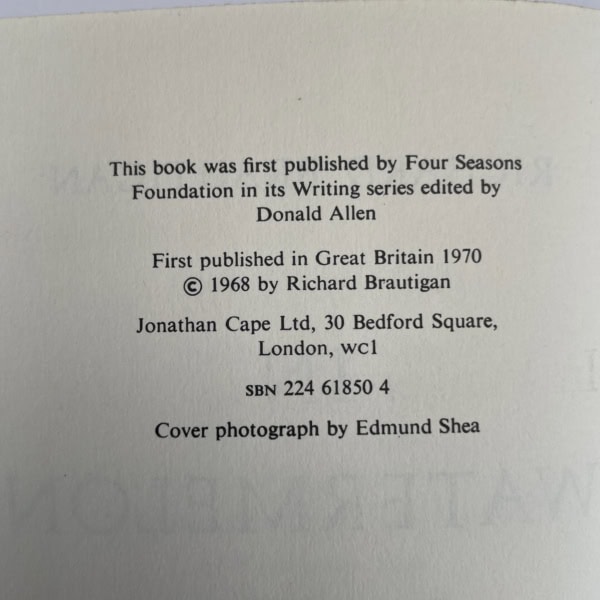 This book was first published by Four Seasons
Foundation in its Writing series edited by
Donald Allen
First published in Great Britain 1970
© 1968 by Richard Brautigan
Jonathan Cape Ltd, 30 Bedford Square,
London, WC1
SBN 224 61850 4
Cover photograph by Edmund Shea
WATERMELON